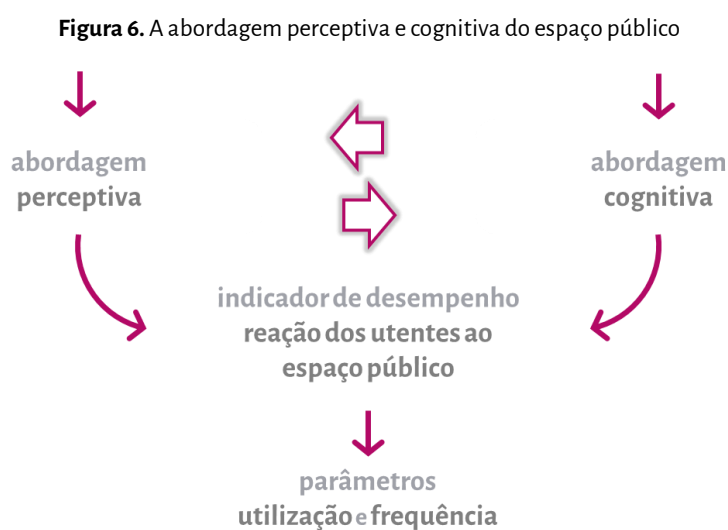 Figura 6. A abordagem perceptiva e cognitiva do espaço público
abordagem
perceptiva
abordagem
cognitiva
indicador de desempenho
reação dos utentes ao
espaço público
parâmetros
utilização e frequência